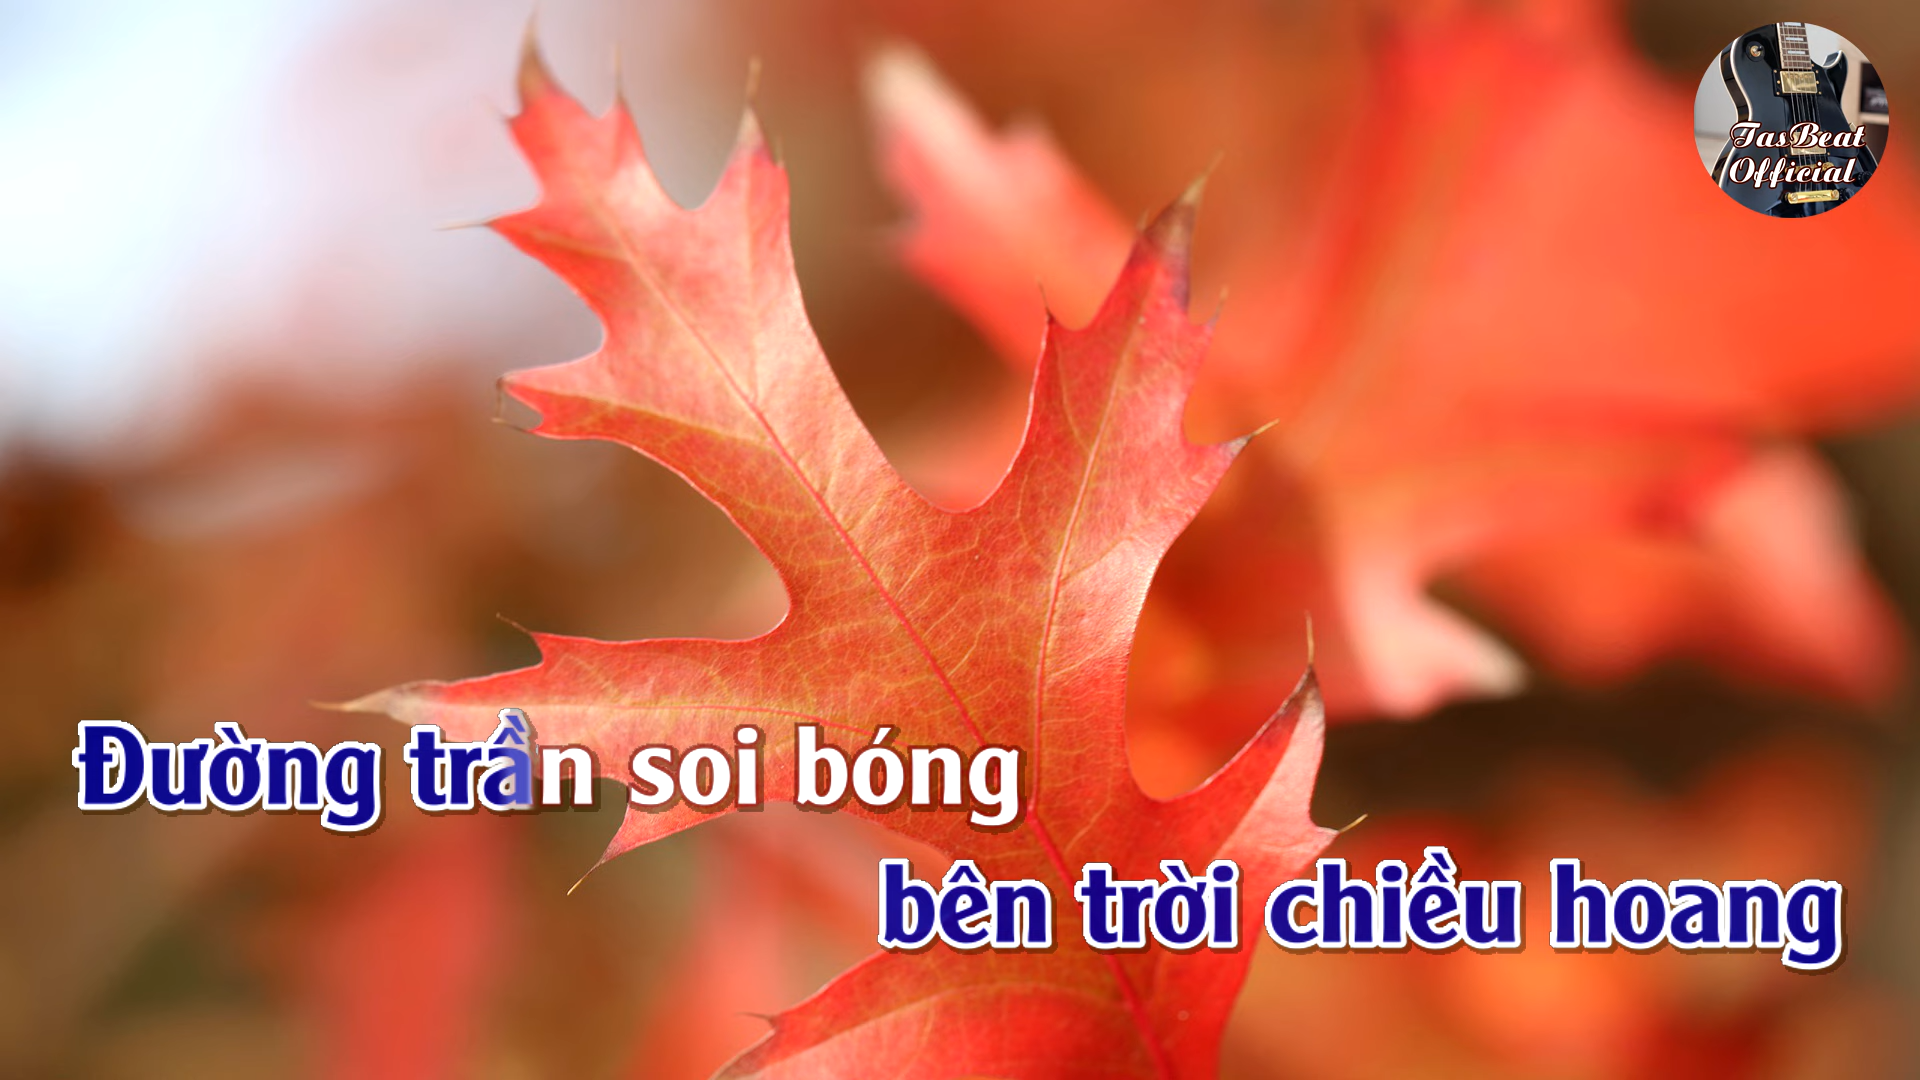 TasBeat
Official
Đường trần soi bóng
bên trời chiều hoang